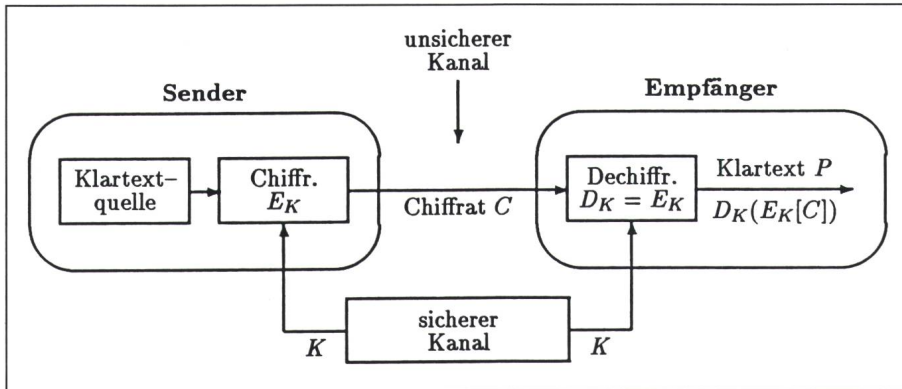 unsicherer
Kanal
Sender
Empfänger
Klartext–
quelle
Chiffr.
E_K
Chiffrat C
Dechiffr.
D_K = E_K
Klartext P
D_K(E_K[C])
K
sicherer
Kanal
K